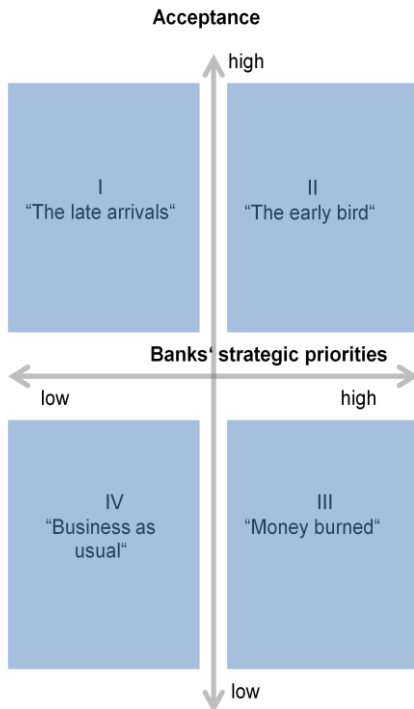 Acceptance
high
I
“The late arrivals“
II
“The early bird“
Banks‘ strategic priorities
low
high
IV
“Business as
usual“
III
“Money burned“
low